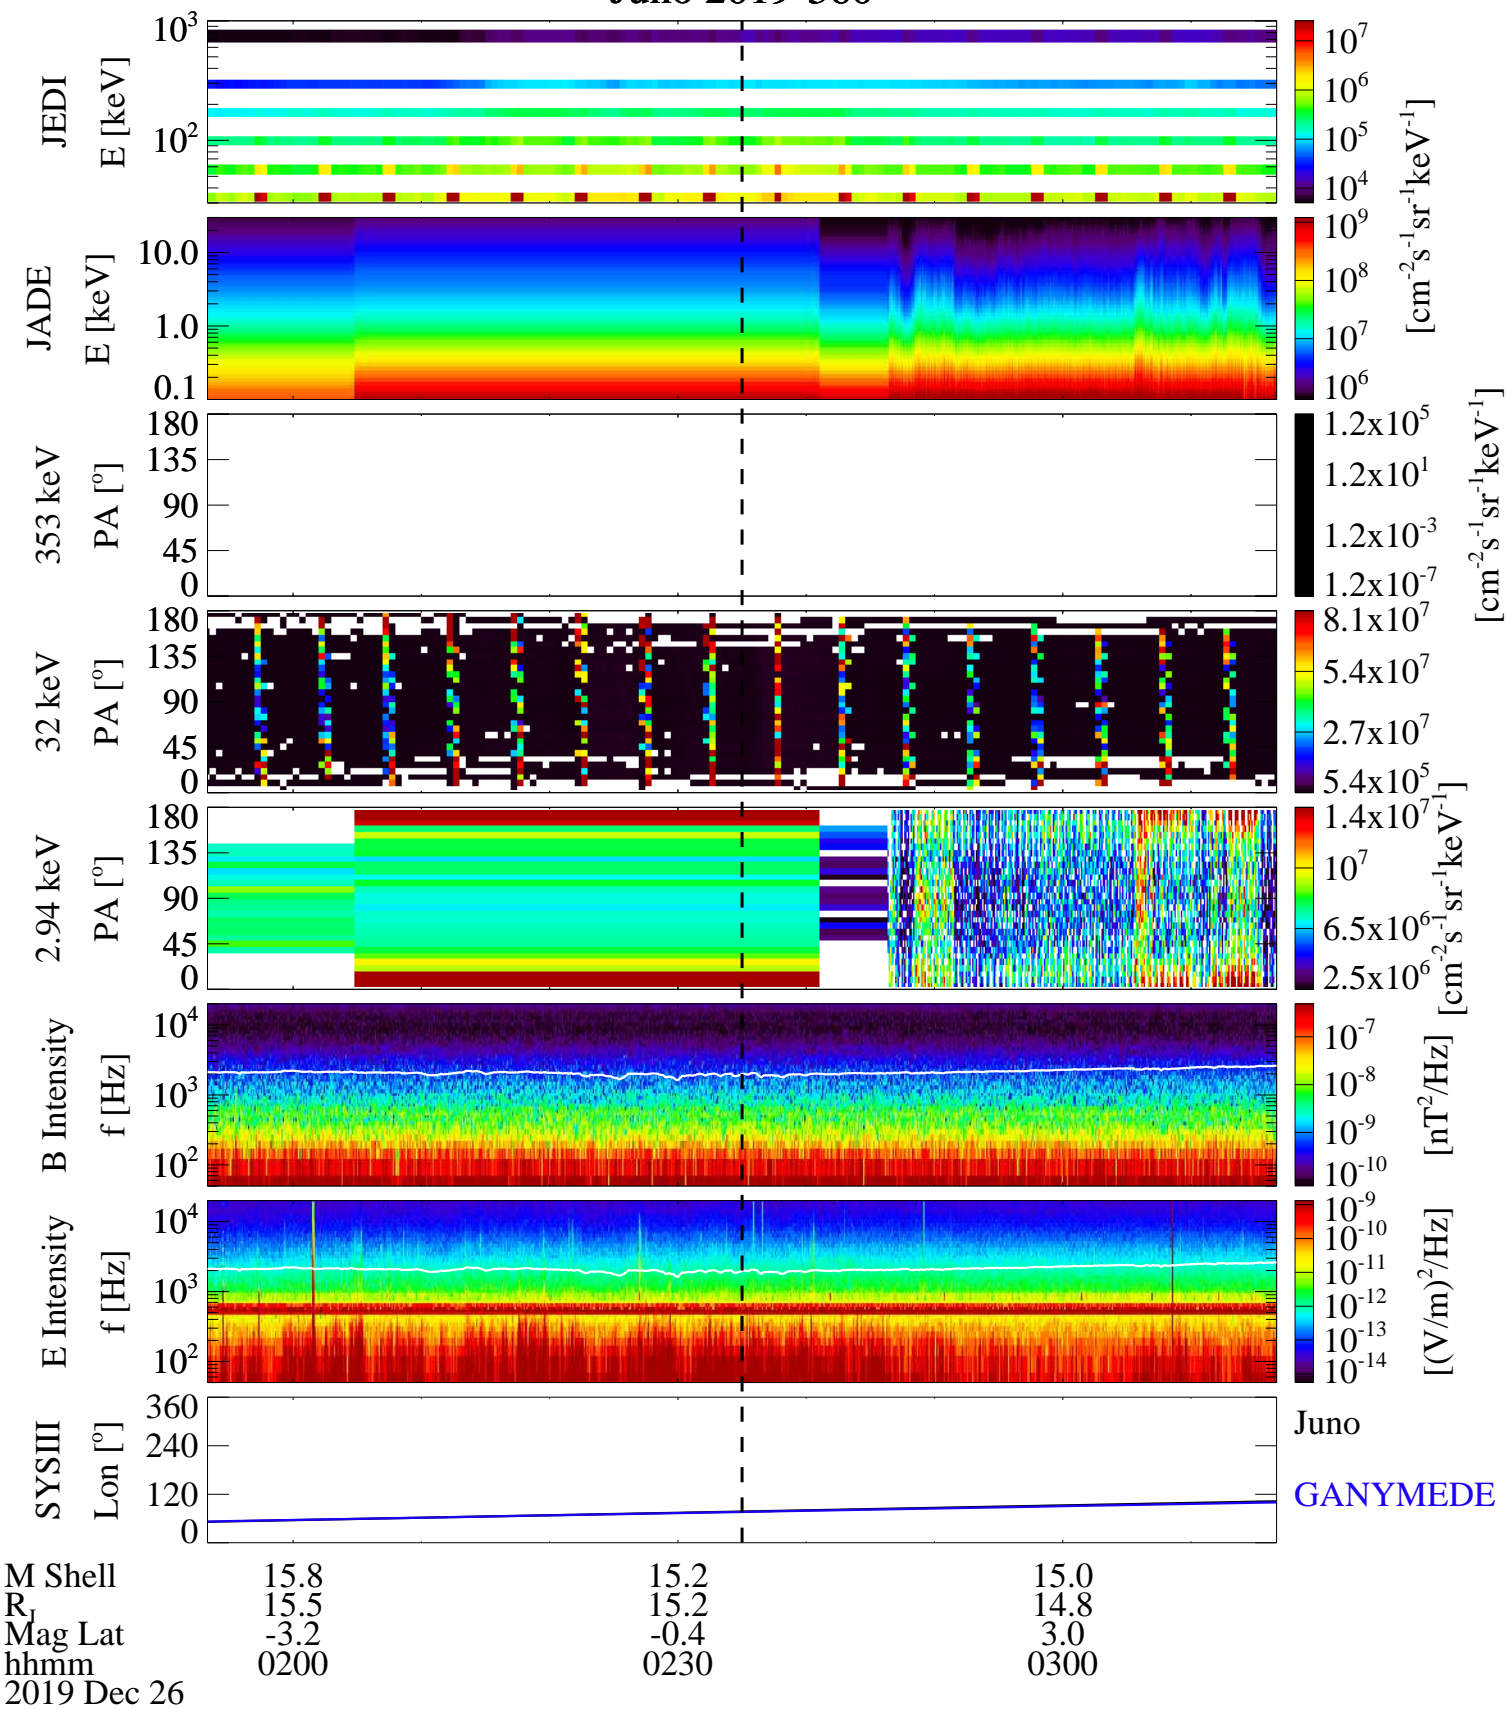 Juno 2019-360
JEDI
E [keV]
10³
10²
10⁷
10⁶
10⁵
10⁴
[cm⁻²s⁻¹sr⁻¹keV⁻¹]
JADE
E [keV]
10.0
1.0
0.1
10⁹
10⁸
10⁷
10⁶
[cm⁻²s⁻¹sr⁻¹keV⁻¹]
353 keV
PA [°]
180
135
90
45
0
1.2x10⁵
1.2x10¹
1.2x10⁻³
1.2x10⁻⁷
32 keV
PA [°]
180
135
90
45
0
8.1x10⁷
5.4x10⁷
2.7x10⁷
5.4x10⁵
[cm⁻²s⁻¹sr⁻¹keV⁻¹]
2.94 keV
PA [°]
180
135
90
45
0
1.4x10⁷
10⁷
6.5x10⁶
2.5x10⁶
B Intensity
f [Hz]
10⁴
10³
10²
10⁻⁷
10⁻⁸
10⁻⁹
10⁻¹⁰
[nT²/Hz]
E Intensity
f [Hz]
10⁴
10³
10²
10⁻⁹
10⁻¹⁰
10⁻¹¹
10⁻¹²
10⁻¹³
10⁻¹⁴
[(V/m)²/Hz]
SYSIII
Lon [°]
360
240
120
0
Juno
GANYMEDE
M Shell 15.8 15.2 15.0
R_J 15.5 15.2 14.8
Mag Lat -3.2 -0.4 3.0
hhmm 0200 0230 0300
2019 Dec 26